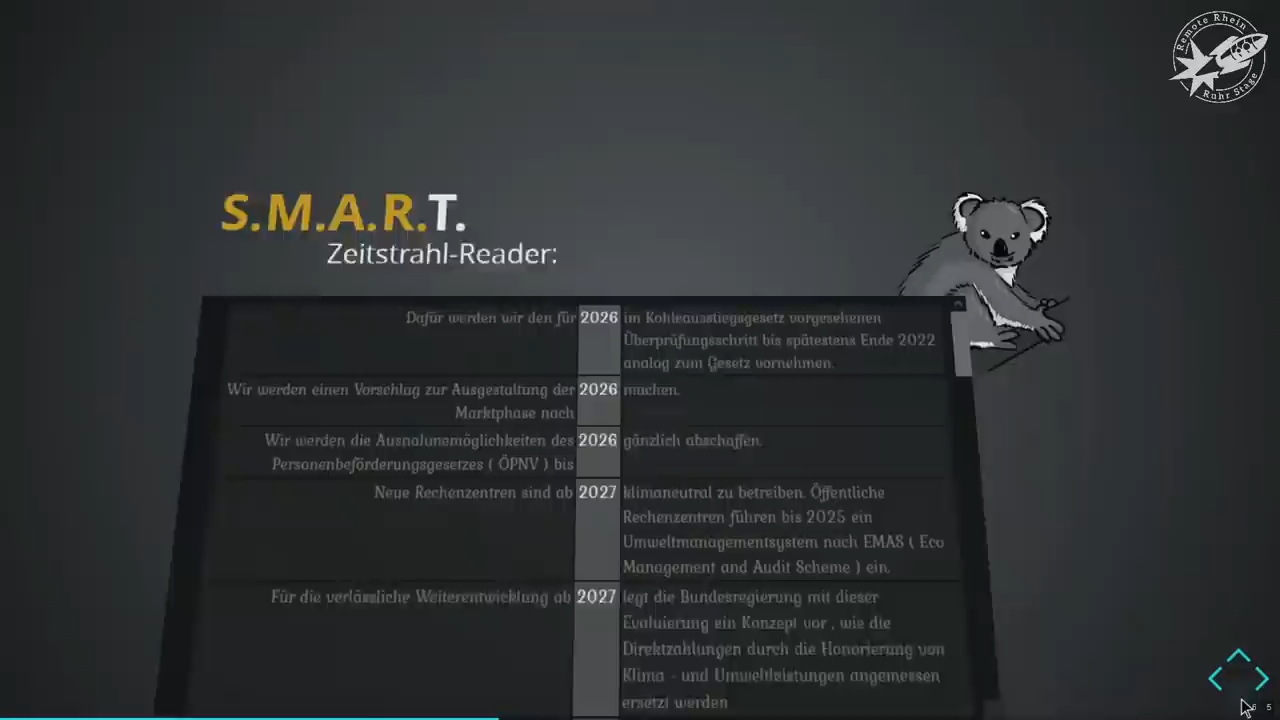 Remote Rhein
Ruhr Stage
S.M.A.R.T.
Zeitstrahl-Reader:
Dafür werden wir den für 2026 im Kohleausstiegsgesetz vorgesehenen
Überprüfungsschritt bis spätestens Ende 2022
analog zum Gesetz vornehmen.
Wir werden einen Vorschlag zur Ausgestaltung der 2026 machen.
Marktphase nach
Wir werden die Ausnahmemöglichkeiten des 2026 gänzlich abschaffen.
Personenbeförderungsgesetzes ( ÖPNV ) bis
Neue Rechenzentren sind ab 2027 klimaneutral zu betreiben. Öffentliche
Rechenzentren führen bis 2025 ein
Umweltmanagementsystem nach EMAS ( Eco
Management and Audit Scheme ) ein.
Für die verlässliche Weiterentwicklung ab 2027 legt die Bundesregierung mit dieser
Evaluierung ein Konzept vor , wie die
Direktzahlungen durch die Honorierung von
Klima - und Umweltleistungen angemessen
ersetzt werden